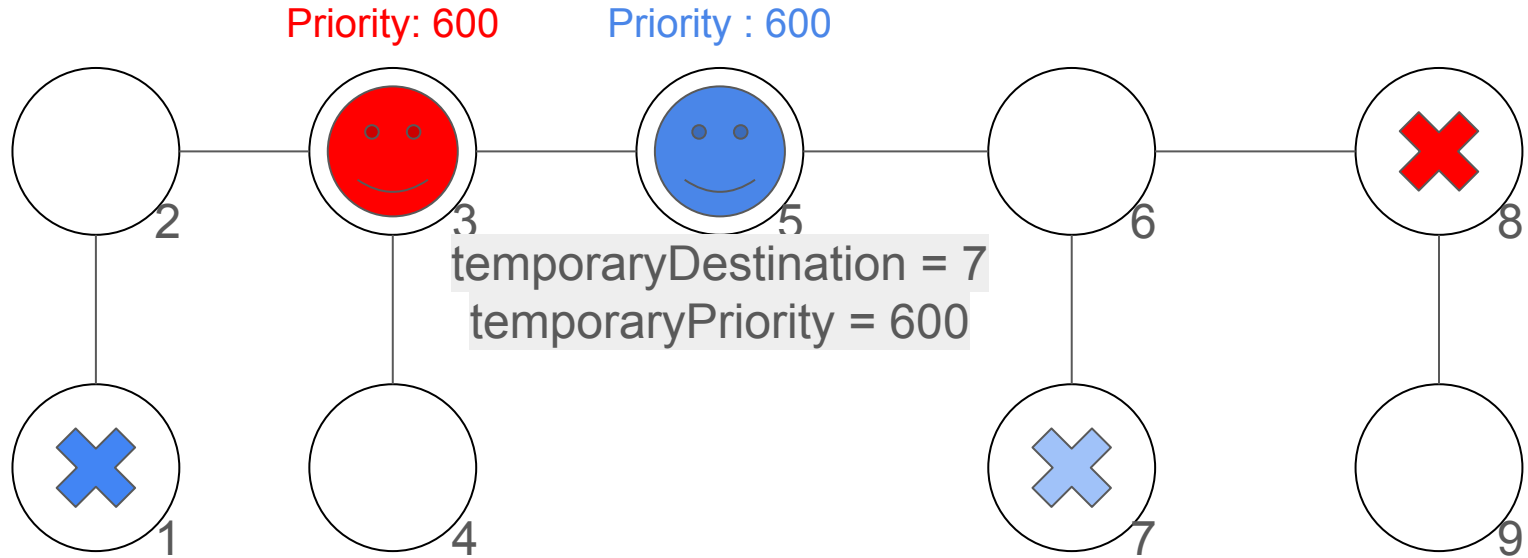 Priority: 600
Priority : 600
2
3
5
6
8
temporaryDestination = 7
temporaryPriority = 600
1
4
7
9